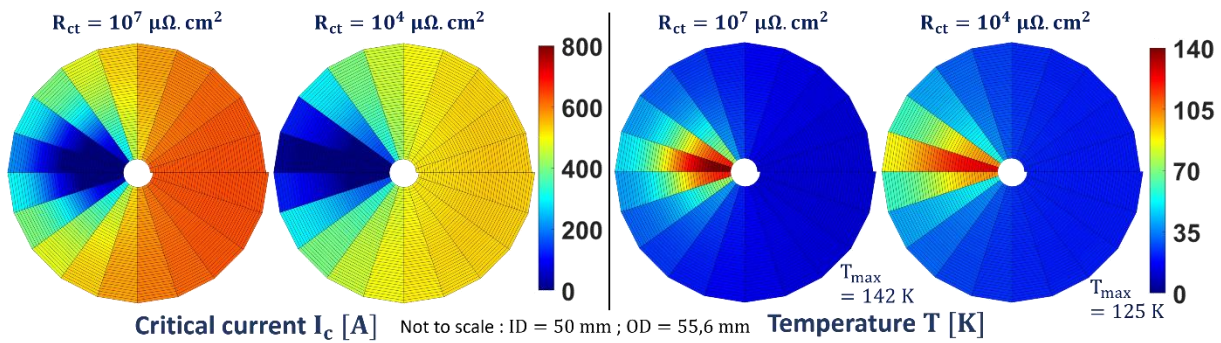 R_ct = 10^7 μΩ.cm^2
R_ct = 10^4 μΩ.cm^2
800
600
400
200
0
R_ct = 10^7 μΩ.cm^2
R_ct = 10^4 μΩ.cm^2
140
105
70
35
0
T_max
= 142 K
T_max
= 125 K
Critical current I_c [A]
Not to scale : ID = 50 mm ; OD = 55,6 mm
Temperature T [K]